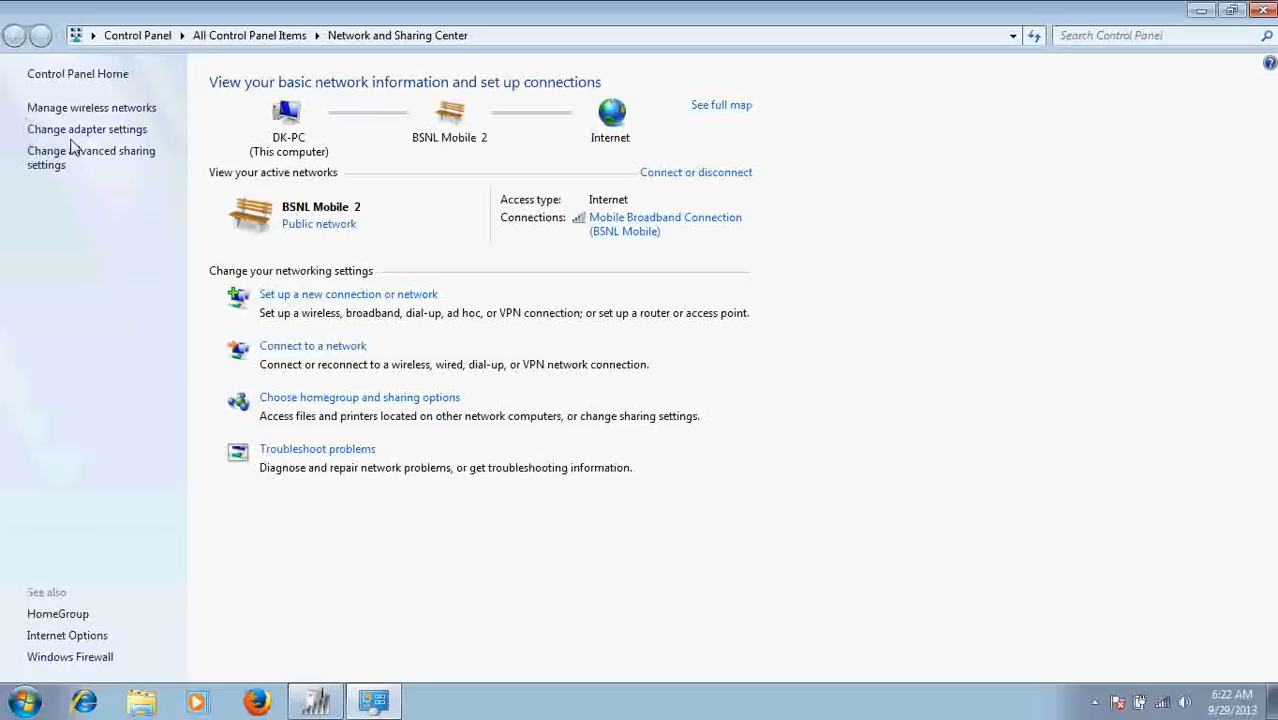 Control Panel All Control Panel Items Network and Sharing Center Search Control Panel
Control Panel Home
Manage wireless networks
Change adapter settings
Change advanced sharing
settings
View your basic network information and set up connections
See full map
DK-PC
(This computer)
BSNL Mobile 2
Internet
View your active networks
Connect or disconnect
BSNL Mobile 2
Public network
Access type: Internet
Connections: Mobile Broadband Connection
(BSNL Mobile)
Change your networking settings
Set up a new connection or network
Set up a wireless, broadband, dial-up, ad hoc, or VPN connection; or set up a router or access point.
Connect to a network
Connect or reconnect to a wireless, wired, dial-up, or VPN network connection.
Choose homegroup and sharing options
Access files and printers located on other network computers, or change sharing settings.
Troubleshoot problems
Diagnose and repair network problems, or get troubleshooting information.
See also
HomeGroup
Internet Options
Windows Firewall
6:22 AM
9/29/2013